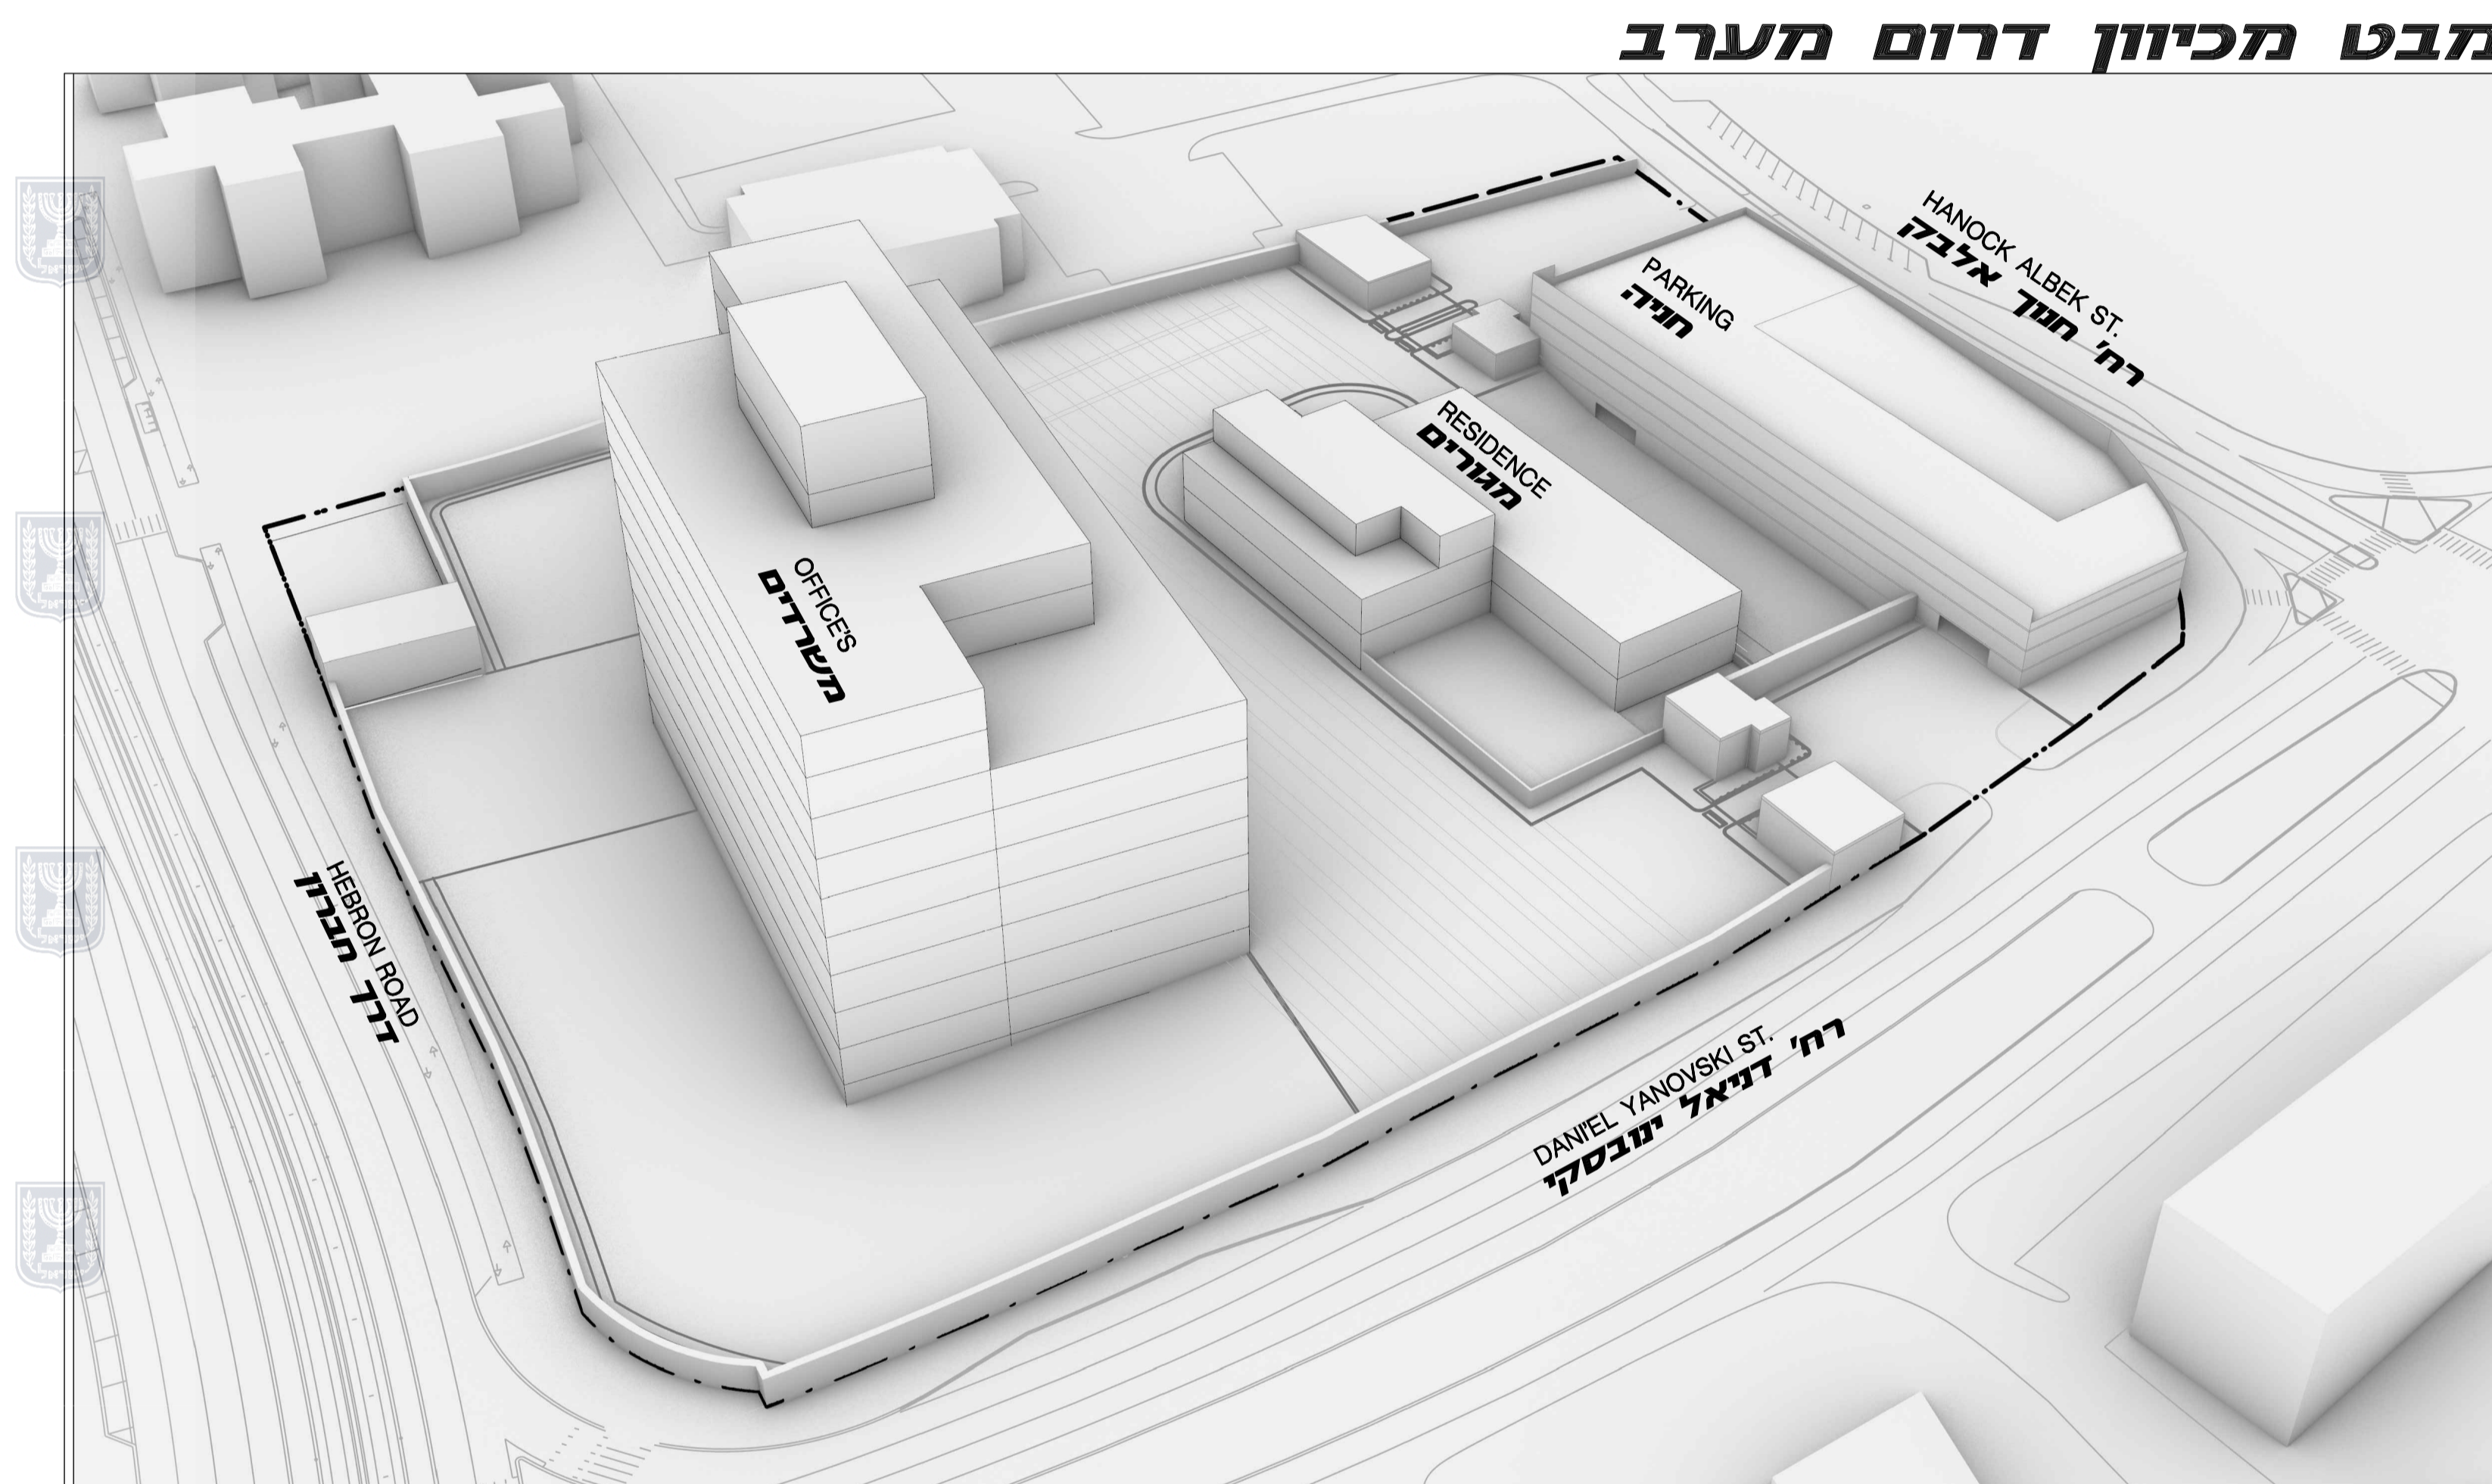 מבט מכיוון דרום מערב
HANOCK ALBEK ST.
רח' חנוך אלבק
PARKING
חניה
RESIDENCE
מגורים
OFFICE'S
משרדים
HEBRON ROAD
דרך חברון
DANI'EL YANOVSKI ST.
רח' דניאל ינובסקי